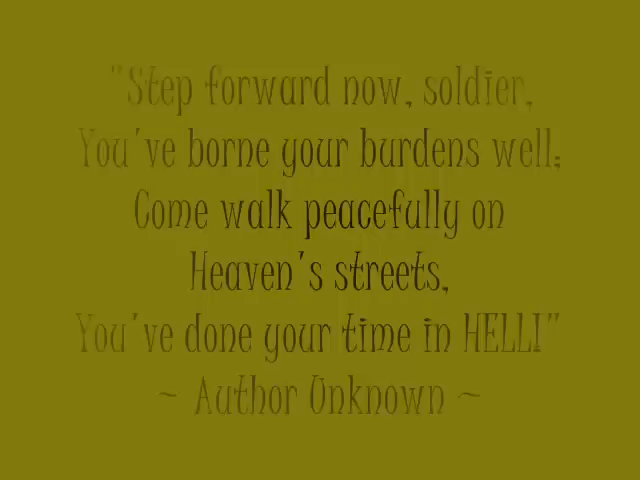 "Step forward now, soldier,
You've borne your burdens well;
Come walk peacefully on
Heaven's streets,
You've done your time in HELL!"
~ Author Unknown ~